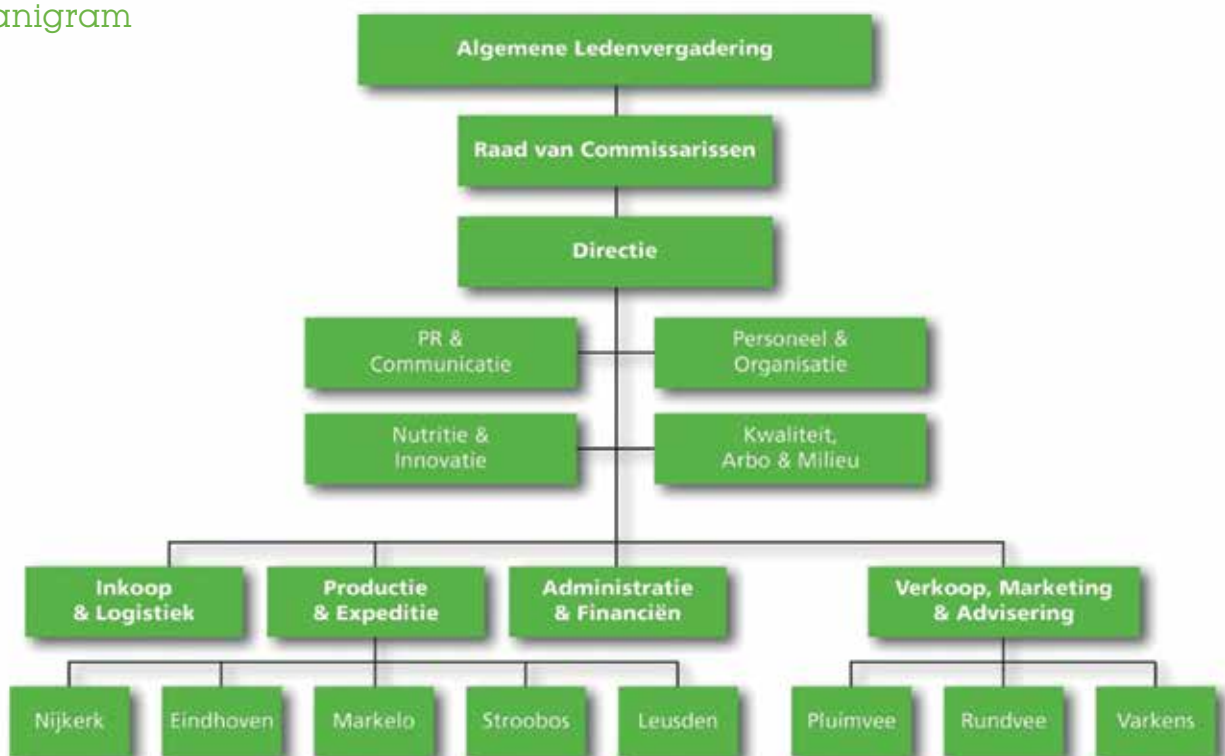 anigram
Algemene Ledenvergadering
Raad van Commissarissen
Directie
PR &
Communicatie
Personeel &
Organisatie
Nutritie &
Innovatie
Kwaliteit,
Arbo & Milieu
Inkoop
& Logistiek
Productie
& Expeditie
Administratie
& Financiën
Verkoop, Marketing
& Advisering
Nijkerk
Eindhoven
Markelo
Stroobos
Leusden
Pluimvee
Rundvee
Varkens